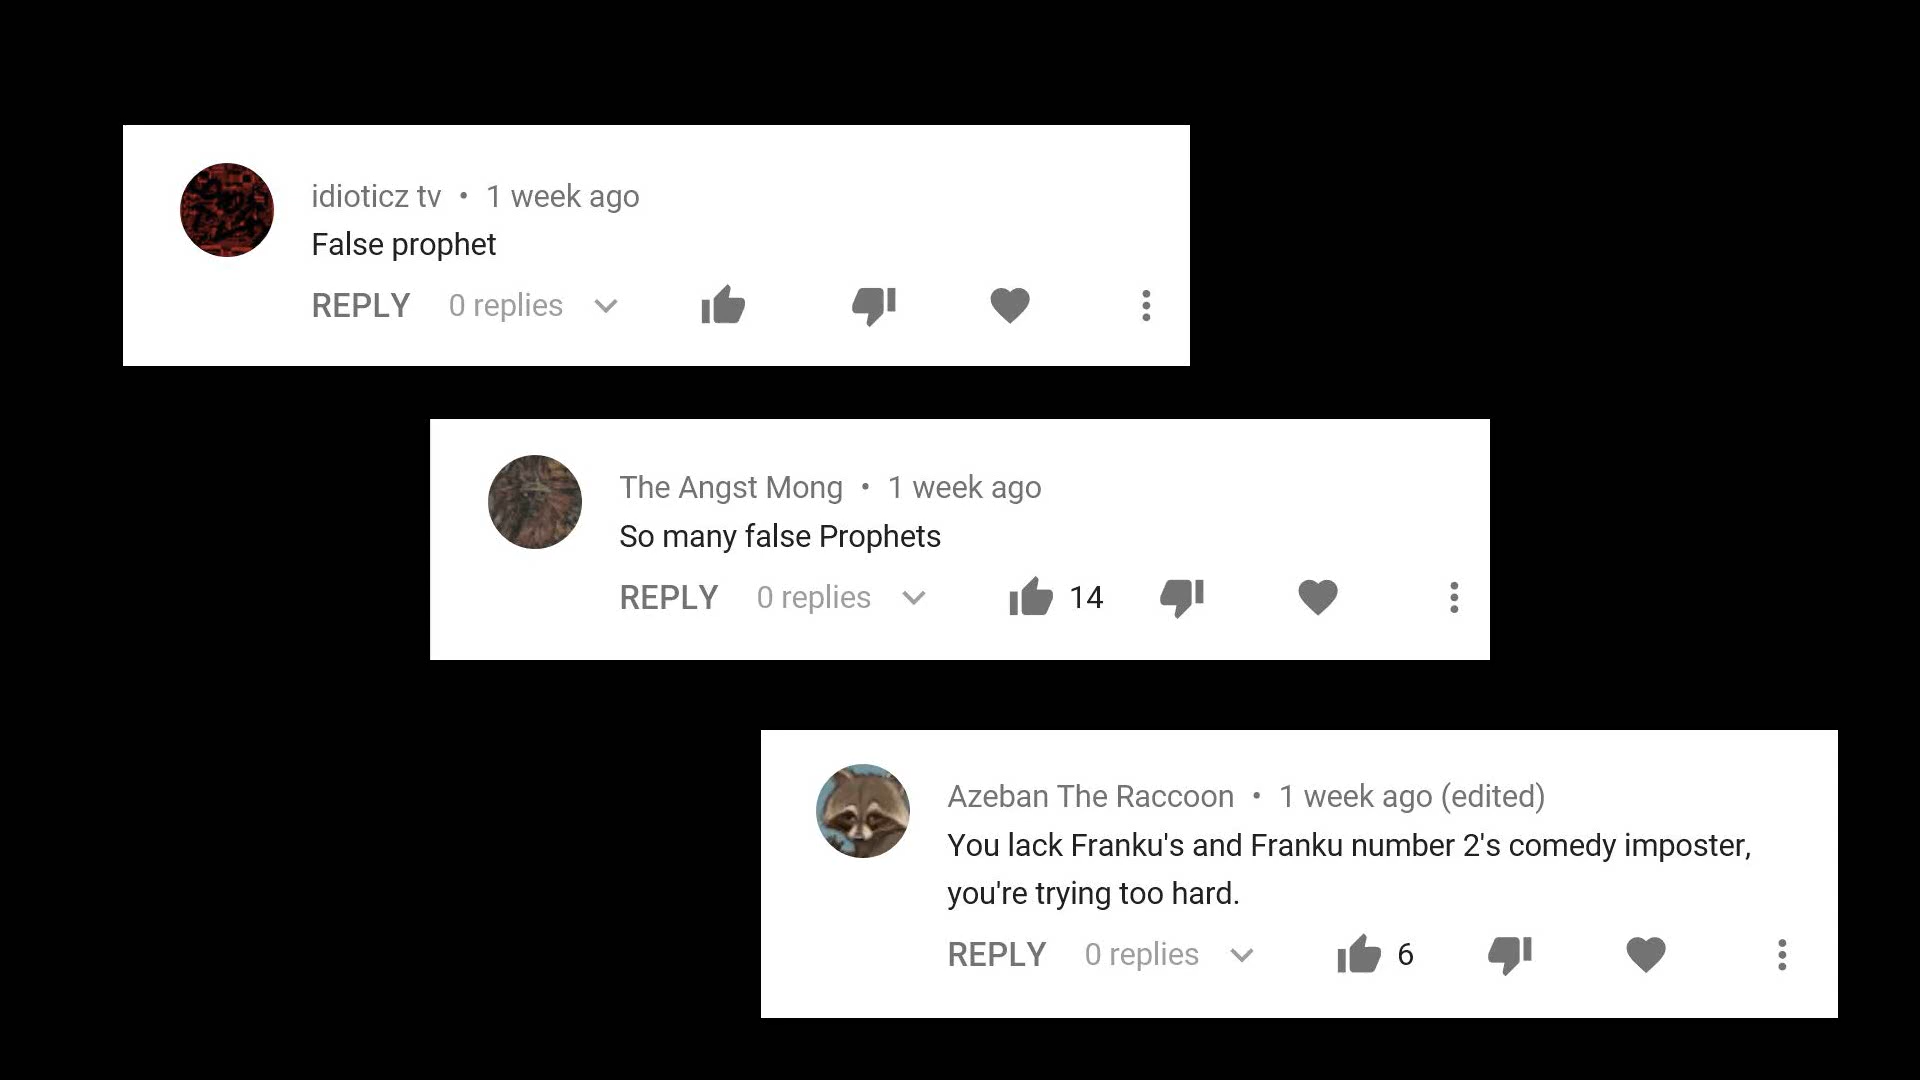 idioticz tv • 1 week ago
False prophet
REPLY 0 replies
The Angst Mong • 1 week ago
So many false Prophets
REPLY 0 replies 14
Azeban The Raccoon • 1 week ago (edited)
You lack Franku's and Franku number 2's comedy imposter,
you're trying too hard.
REPLY 0 replies 6